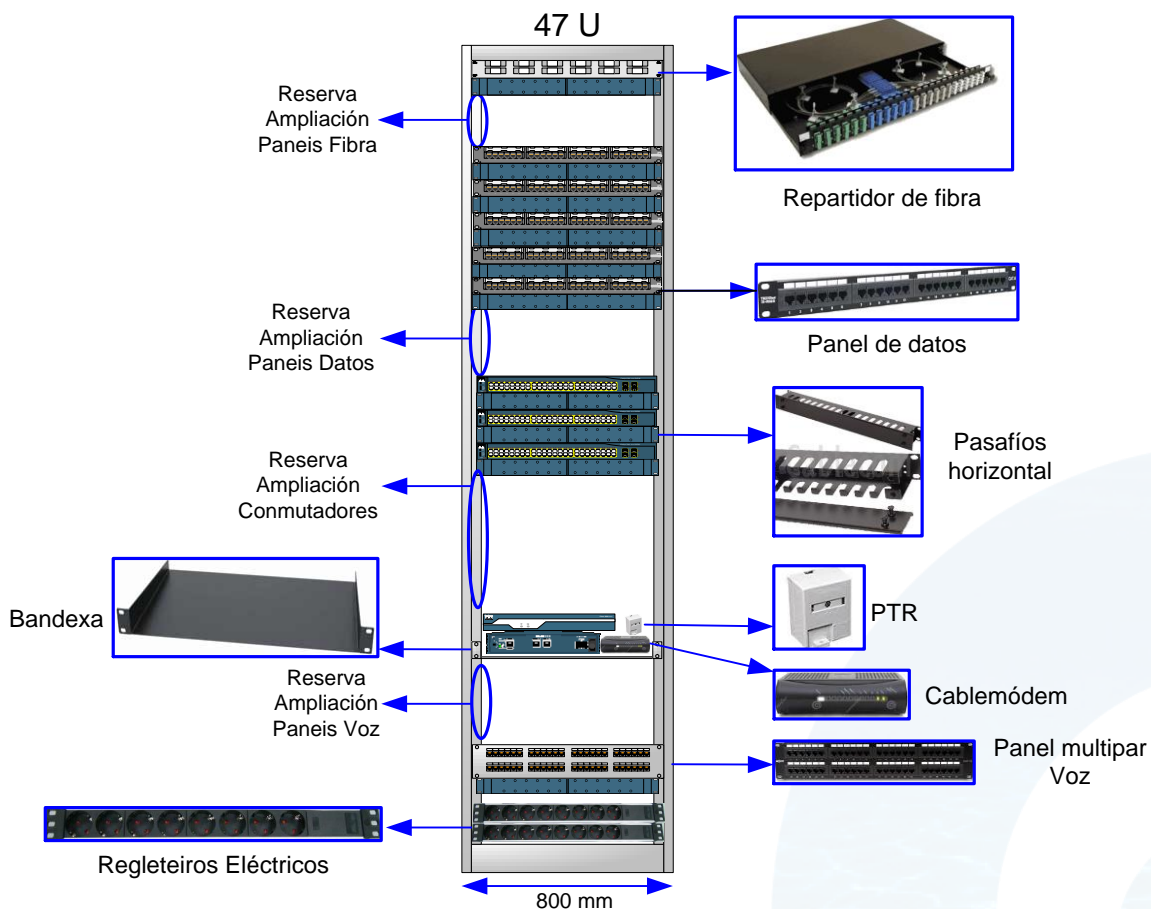 47 U
Reserva
Ampliación
Paneis Fibra
Repartidor de fibra
Reserva
Ampliación
Paneis Datos
Panel de datos
Reserva
Ampliación
Conmutadores
Pasafíos
horizontal
Bandexa
PTR
Reserva
Ampliación
Paneis Voz
Cablemódem
Panel multipar
Voz
Regleteiros Eléctricos
800 mm